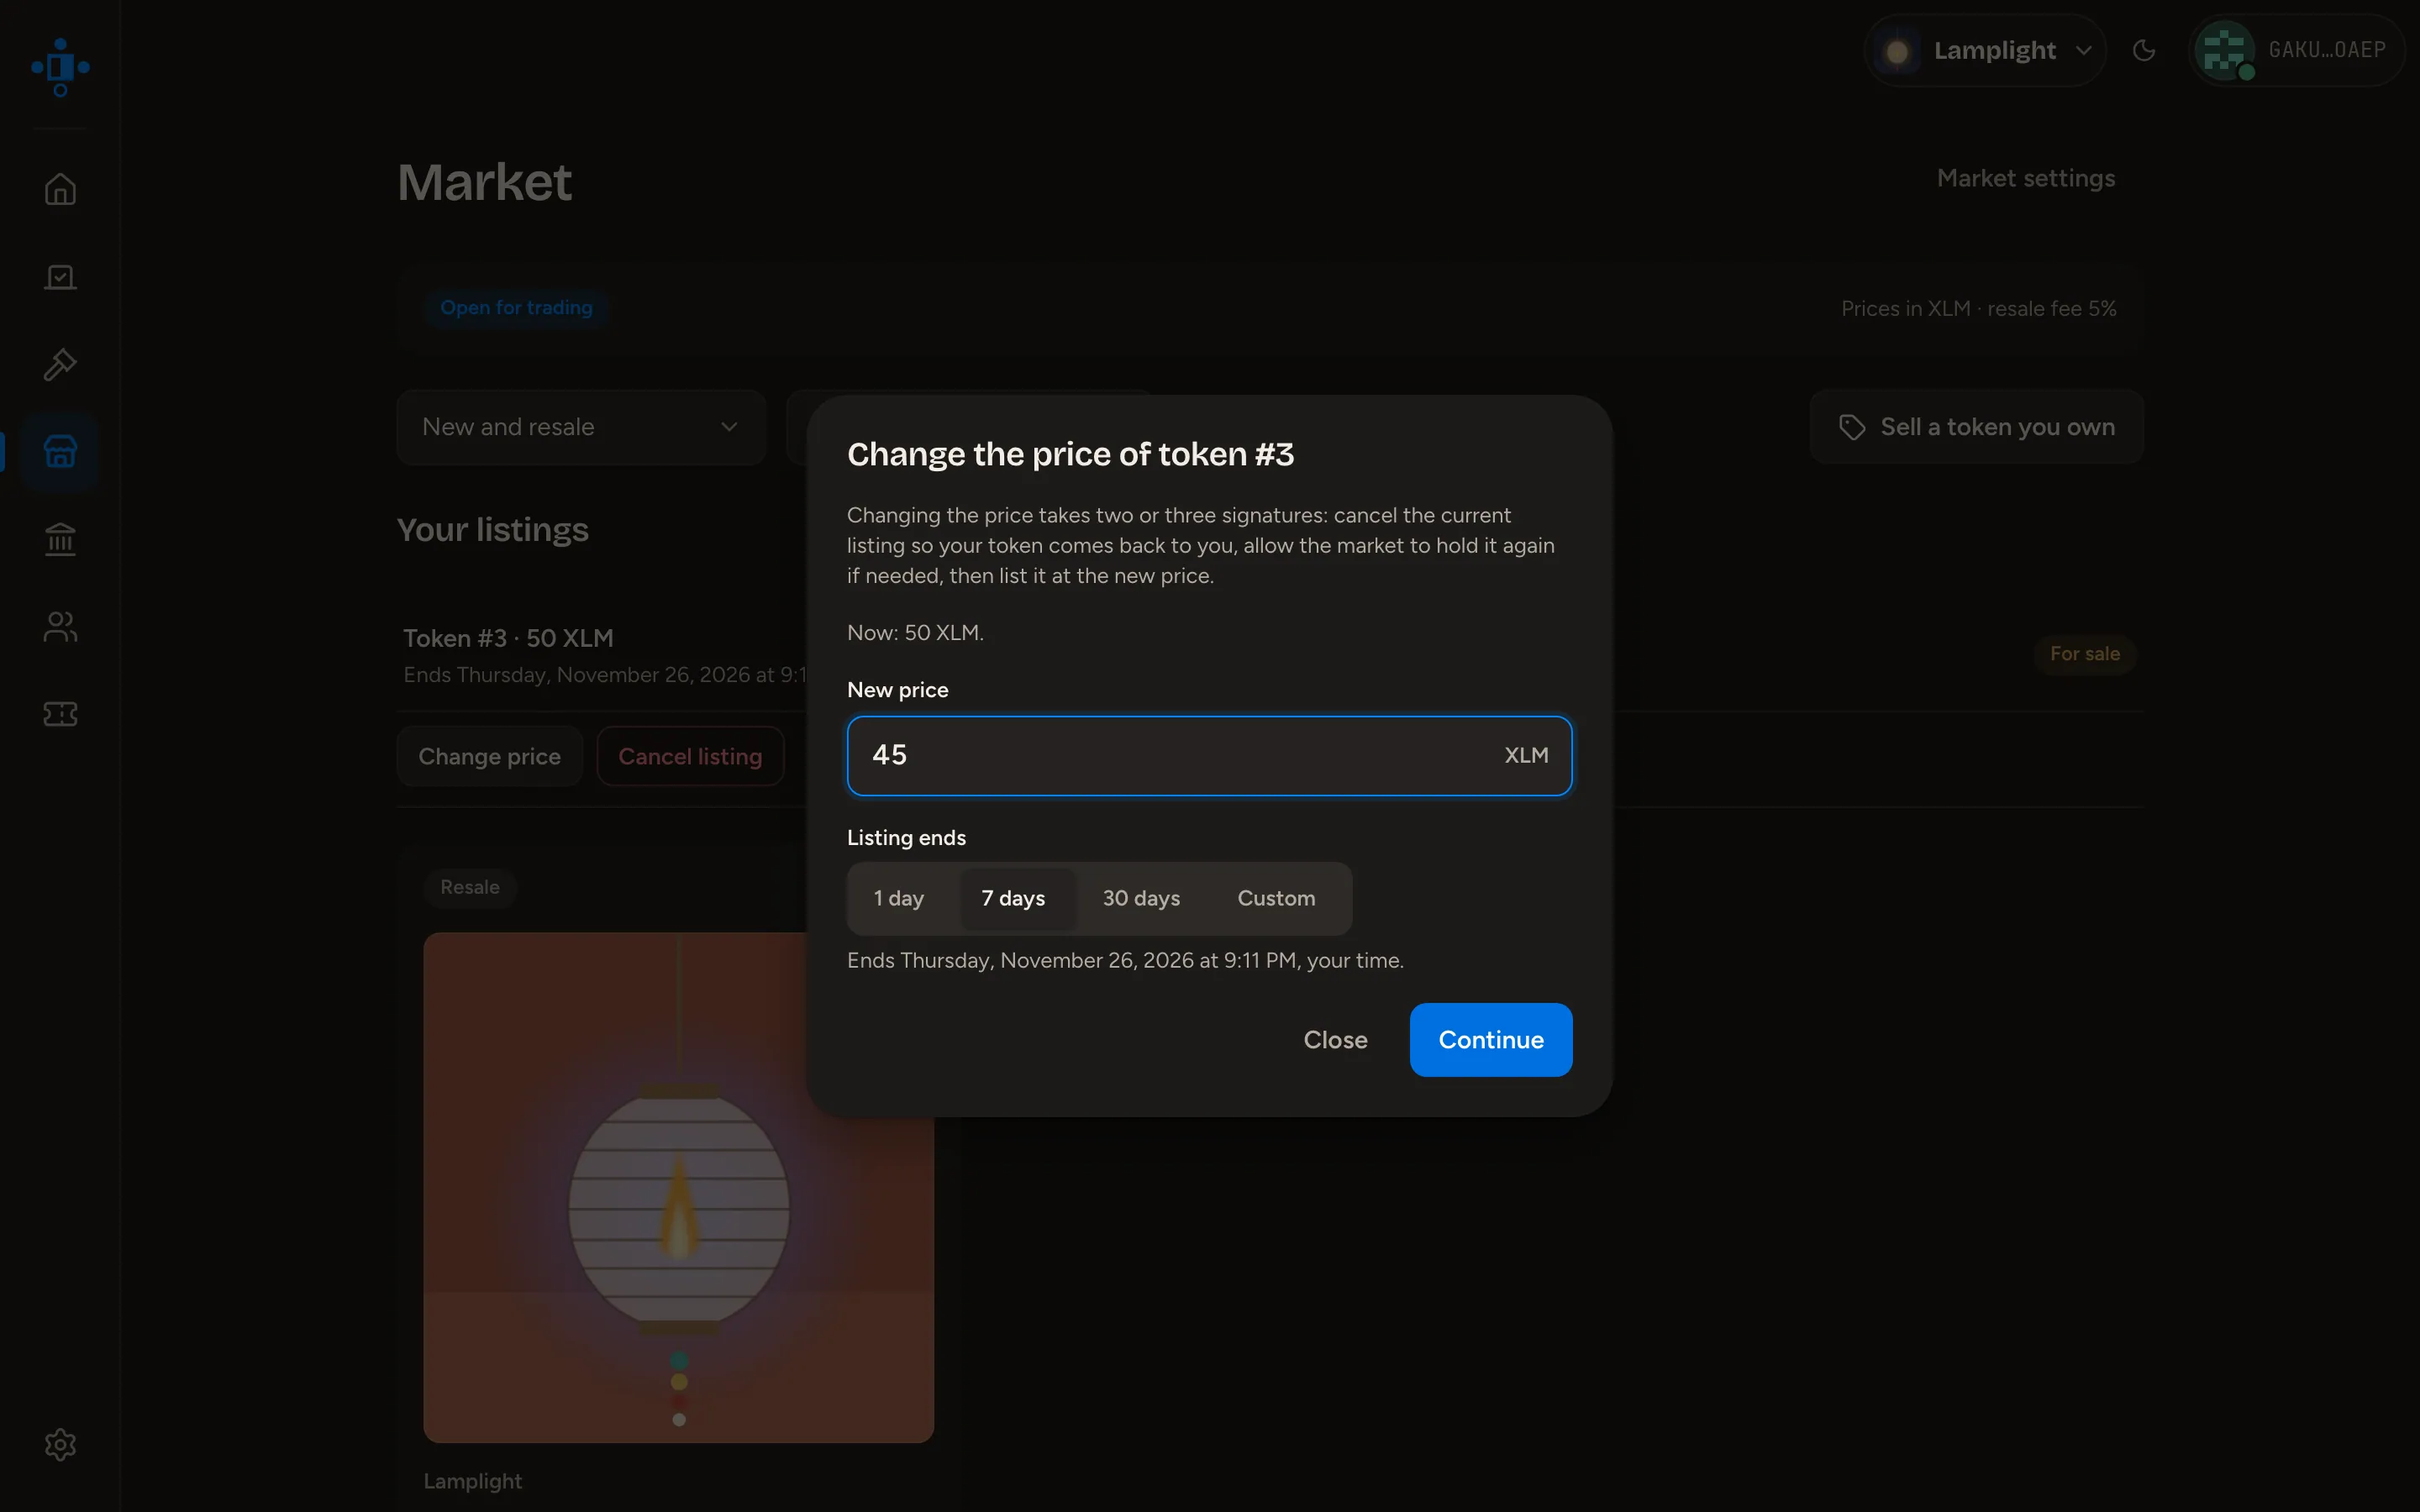 Lamplight
GAKU…OAEP
Market
Market settings
Open for trading
Prices in XLM · resale fee 5%
New and resale
Sell a token you own
Your listings
Token #3 · 50 XLM
Ends Thursday, November 26, 2026 at 9:1
For sale
Change price
Cancel listing
Resale
Lamplight
Change the price of token #3
Changing the price takes two or three signatures: cancel the current
listing so your token comes back to you, allow the market to hold it again
if needed, then list it at the new price.
Now: 50 XLM.
New price
45
XLM
Listing ends
1 day
7 days
30 days
Custom
Ends Thursday, November 26, 2026 at 9:11 PM, your time.
Close
Continue